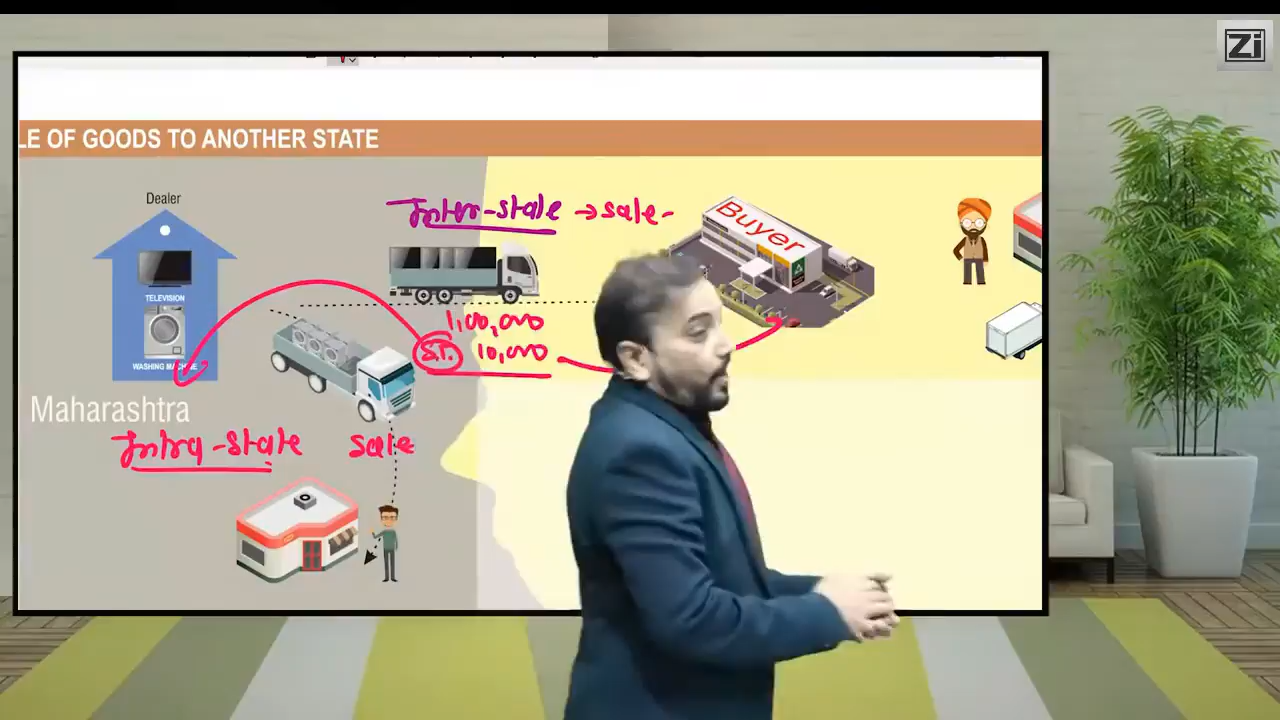 Zi
LE OF GOODS TO ANOTHER STATE
Dealer
TELEVISION
WASHING MACHINE
Inter-state → sale -
Buyer
1,00,000
S.T. 10,000
Maharashtra
Intra-state sale